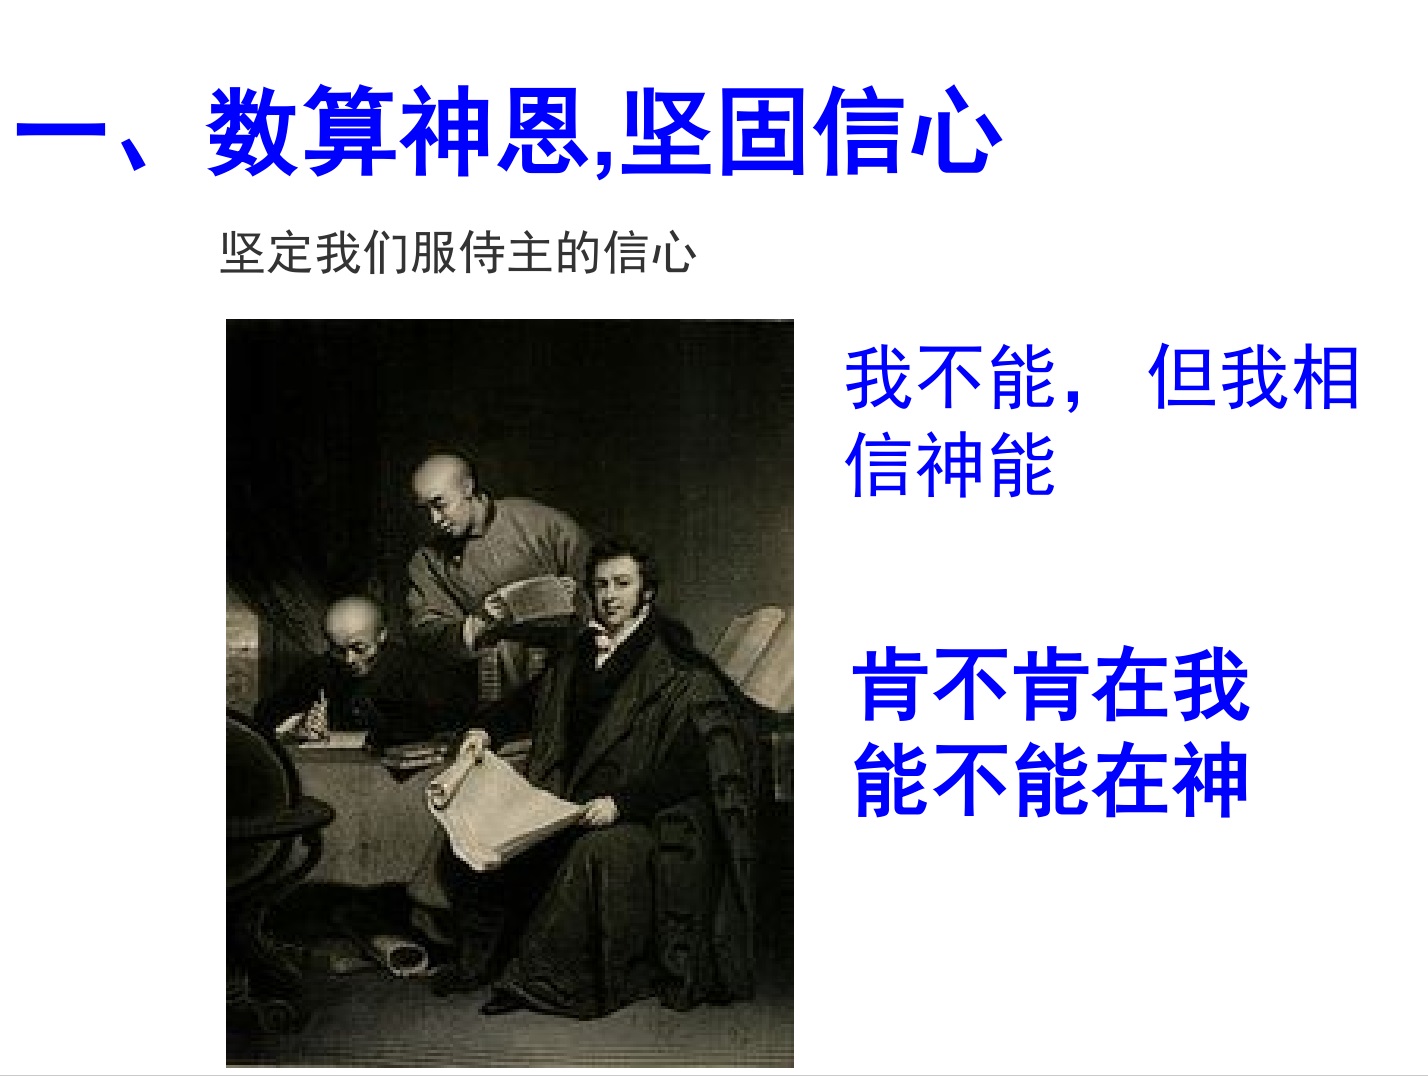 一、数算神恩,坚固信心
坚定我们服侍主的信心
我不能， 但我相
信神能
肯不肯在我
能不能在神